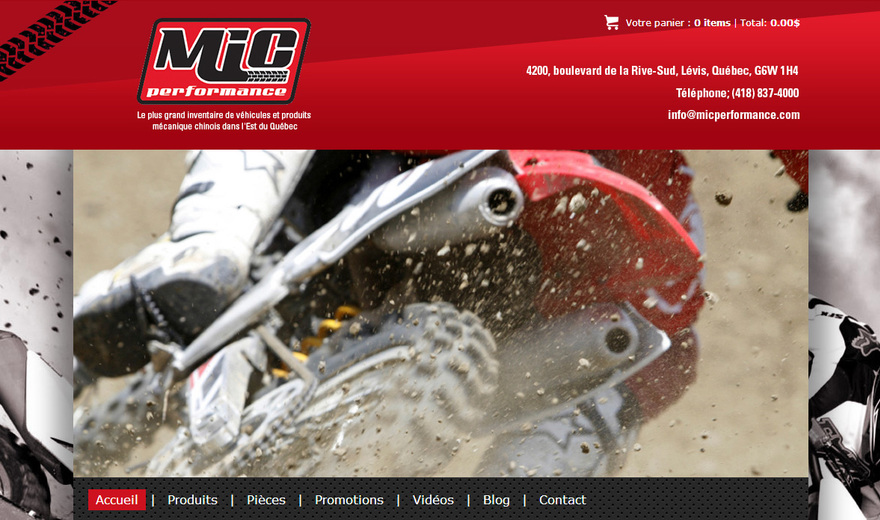 Votre panier : 0 items | Total: 0.00$
MiC
performance
Le plus grand inventaire de véhicules et produits
mécanique chinois dans l'Est du Québec
4200, boulevard de la Rive-Sud, Lévis, Québec, G6W 1H4
Téléphone; (418) 837-4000
info@micperformance.com
Accueil | Produits | Pièces | Promotions | Vidéos | Blog | Contact